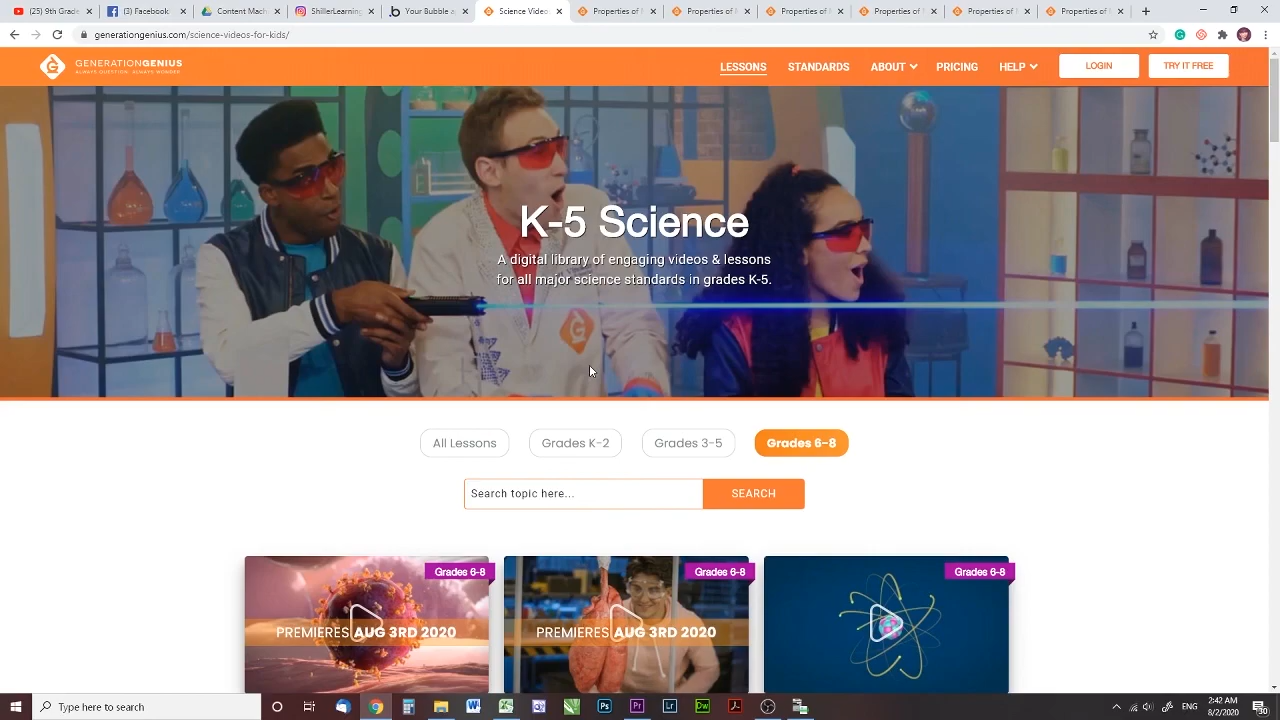 (25) 9th Grade
(3) Facebook
Content Mach
ShillerLearning
Your Bubble
Science Video
Properties of
Properties of
Properties of
Properties of
Properties of
Properties of
generationgenius.com/science-videos-for-kids/
GENERATIONGENIUS
ALWAYS QUESTION. ALWAYS WONDER.
LESSONS
STANDARDS
ABOUT
PRICING
HELP
LOGIN
TRY IT FREE
K-5 Science
A digital library of engaging videos & lessons
for all major science standards in grades K-5.
All Lessons
Grades K-2
Grades 3-5
Grades 6-8
Search topic here...
SEARCH
Grades 6-8
Grades 6-8
Grades 6-8
PREMIERES AUG 3RD 2020
PREMIERES AUG 3RD 2020
Type here to search
2:42 AM
8/2/2020